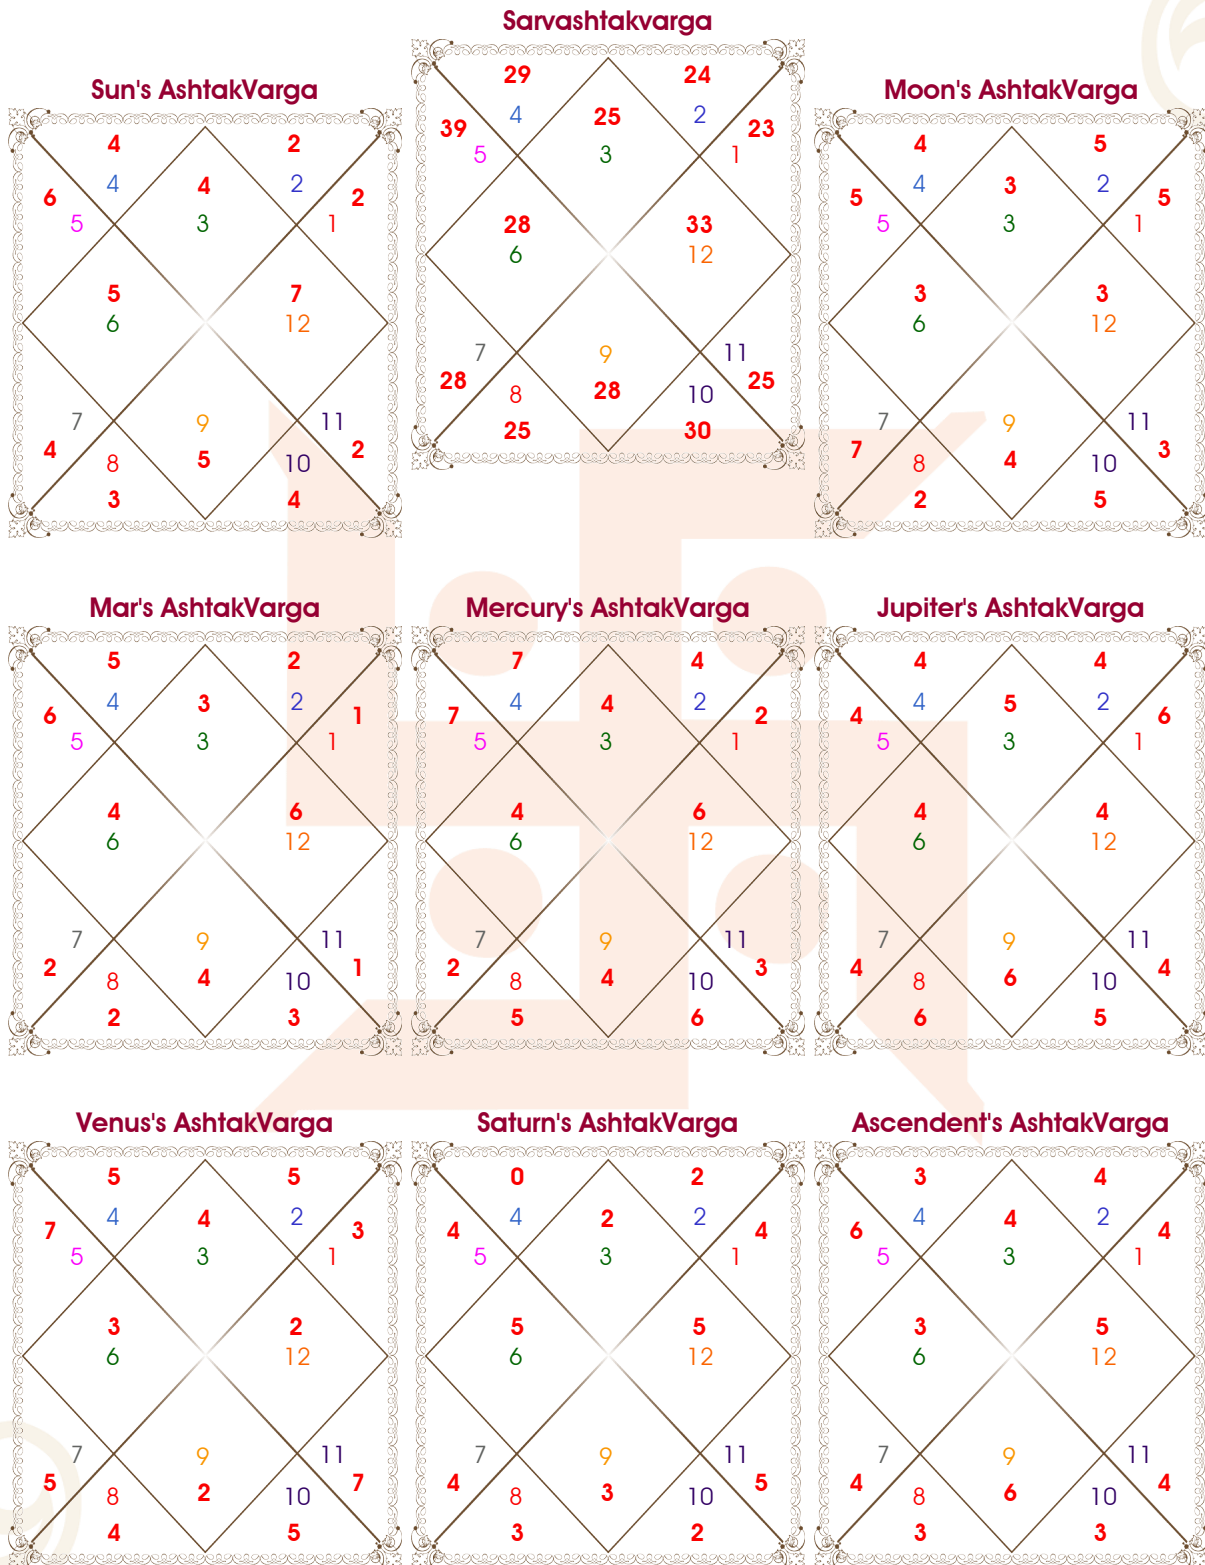 Sarvashtakvarga
29 24
4 25 2
39 23
5 3 1
28 33
6 12
7 9 11
28 28 25
8 10
25 30
Sun's AshtakVarga
4 2
4 4 2
6 2
5 3 1
5 7
6 12
7 9 11
4 5 2
8 10
3 4
Moon's AshtakVarga
5 4
4 3 2
5 5
5 3 1
3 3
6 12
7 9 11
7 4 3
8 10
2 5
Mar's AshtakVarga
5 2
4 3 2
6 1
5 3 1
4 6
6 12
7 9 11
2 4 1
8 10
2 3
Mercury's AshtakVarga
7 4
4 4 2
7 2
5 3 1
4 6
6 12
7 9 11
2 4 3
8 10
5 6
Jupiter's AshtakVarga
4 4
4 5 2
4 6
5 3 1
4 4
6 12
7 9 11
4 6 4
8 10
6 5
Venus's AshtakVarga
5 5
4 4 2
7 3
5 3 1
3 2
6 12
7 9 11
5 2 7
8 10
4 5
Saturn's AshtakVarga
0 2
4 2 2
4 4
5 3 1
5 5
6 12
7 9 11
4 3 5
8 10
3 2
Ascendent's AshtakVarga
3 4
4 4 2
6 4
5 3 1
3 5
6 12
7 9 11
4 6 4
8 10
3 3